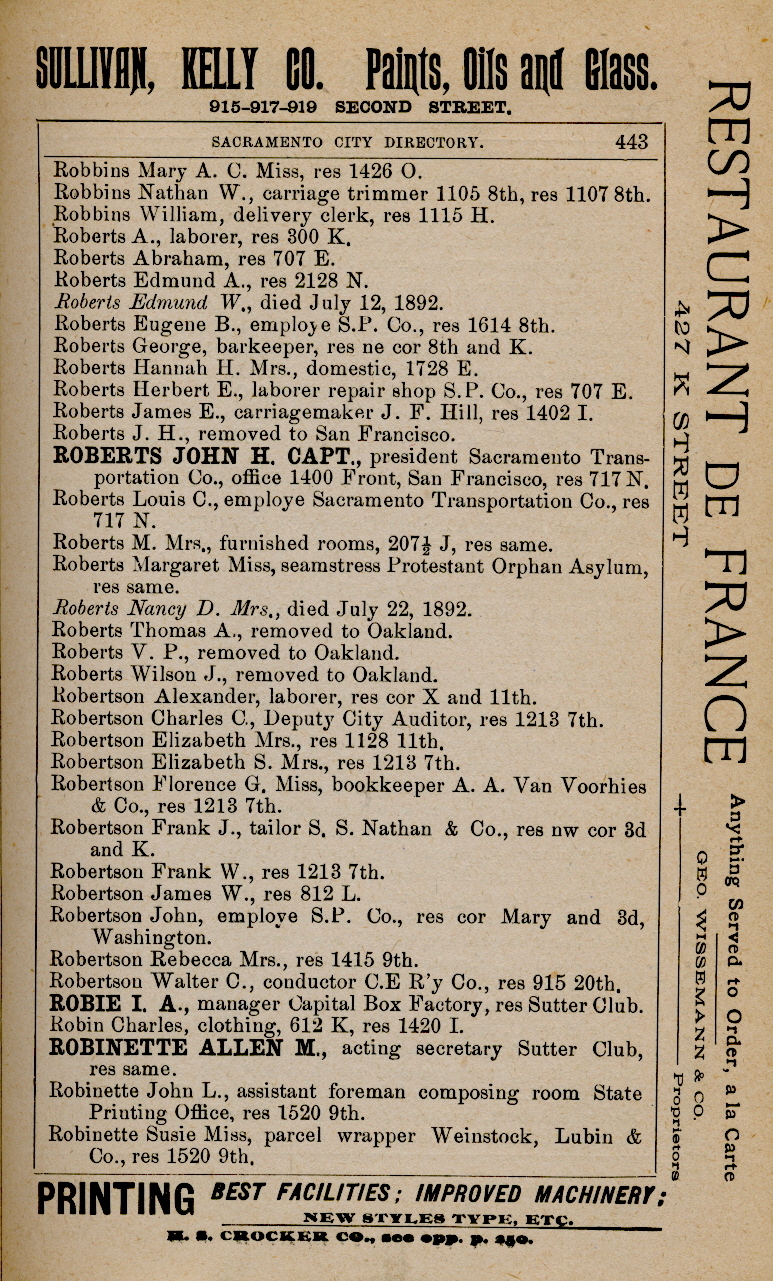 SULLIVAN, KELLY CO. Paints, Oils and Glass.
915-917-919 SECOND STREET.
SACRAMENTO CITY DIRECTORY. 443
Robbins Mary A. C. Miss, res 1426 O.
Robbins Nathan W., carriage trimmer 1105 8th, res 1107 8th.
Robbins William, delivery clerk, res 1115 H.
Roberts A., laborer, res 300 K.
Roberts Abraham, res 707 E.
Roberts Edmund A., res 2128 N.
Roberts Edmund W., died July 12, 1892.
Roberts Eugene B., employe S.P. Co., res 1614 8th.
Roberts George, barkeeper, res ne cor 8th and K.
Roberts Hannah H. Mrs., domestic, 1728 E.
Roberts Herbert E., laborer repair shop S.P. Co., res 707 E.
Roberts James E., carriagemaker J. F. Hill, res 1402 I.
Roberts J. H., removed to San Francisco.
ROBERTS JOHN H. CAPT., president Sacramento Trans-
portation Co., office 1400 Front, San Francisco, res 717 N.
Roberts Louis C., employe Sacramento Transportation Co., res
717 N.
Roberts M. Mrs., furnished rooms, 207½ J, res same.
Roberts Margaret Miss, seamstress Protestant Orphan Asylum,
res same.
Roberts Nancy D. Mrs., died July 22, 1892.
Roberts Thomas A., removed to Oakland.
Roberts V. P., removed to Oakland.
Roberts Wilson J., removed to Oakland.
Robertson Alexander, laborer, res cor X and 11th.
Robertson Charles C., Deputy City Auditor, res 1213 7th.
Robertson Elizabeth Mrs., res 1128 11th.
Robertson Elizabeth S. Mrs., res 1213 7th.
Robertson Florence G. Miss, bookkeeper A. A. Van Voorhies
& Co., res 1213 7th.
Robertson Frank J., tailor S. S. Nathan & Co., res nw cor 3d
and K.
Robertson Frank W., res 1213 7th.
Robertson James W., res 812 L.
Robertson John, employe S.P. Co., res cor Mary and 3d,
Washington.
Robertson Rebecca Mrs., res 1415 9th.
Robertson Walter C., conductor C.E R'y Co., res 915 20th.
ROBIE I. A., manager Capital Box Factory, res Sutter Club.
Robin Charles, clothing, 612 K, res 1420 I.
ROBINETTE ALLEN M., acting secretary Sutter Club,
res same.
Robinette John L., assistant foreman composing room State
Printing Office, res 1520 9th.
Robinette Susie Miss, parcel wrapper Weinstock, Lubin &
Co., res 1520 9th.
PRINTING BEST FACILITIES; IMPROVED MACHINERY;
NEW STYLES TYPE, ETC.
H. S. CROCKER CO., see opp. p. 240.
RESTAURANT DE FRANCE
427 K STREET
Anything Served to Order, a la Carte
GEO. WISSEMANN & CO.
Proprietors